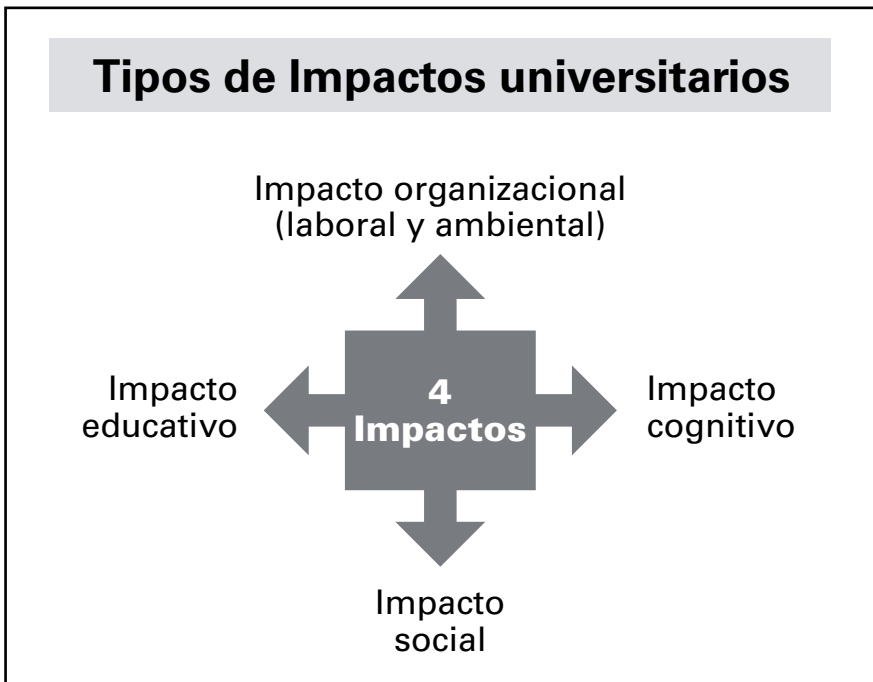 Tipos de Impactos universitarios
Impacto organizacional
(laboral y ambiental)
Impacto
educativo
4
Impactos
Impacto
cognitivo
Impacto
social